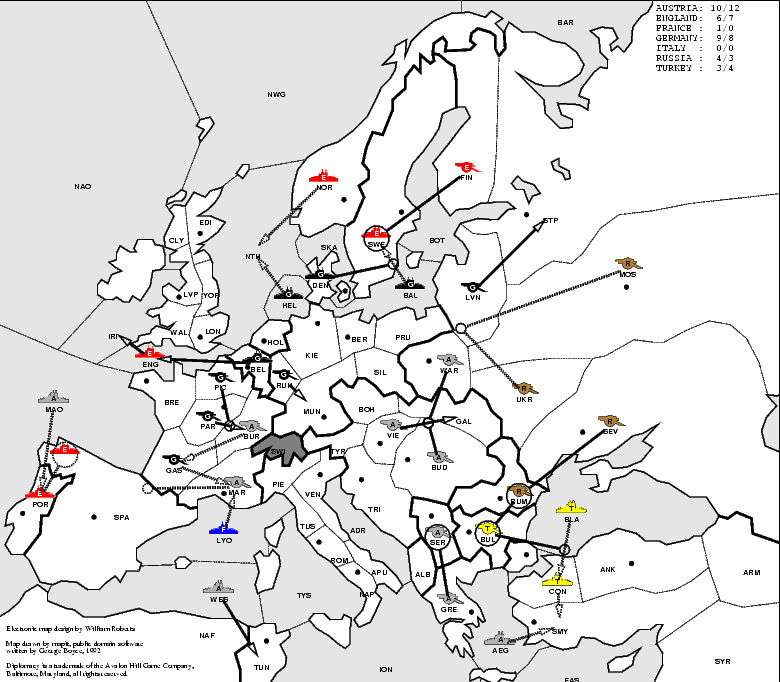 AUSTRIA: 10/12
ENGLAND: 6/7
FRANCE : 1/0
GERMANY: 9/8
ITALY : 0/0
RUSSIA : 4/3
TURKEY : 3/4
BAR
NWG
NAO
E
FIN
E
NOR
EDI
CLY
E
SWE
BOT
STP
SKA
NTH
R
MOS
G
DEN
G
HEL
G
BAL
G
LVN
LVP
YOR
WAL
LON
IRI
E
ENG
HOL
KIE
BER
PRU
G
BEL
G
PIC
G
RUH
SIL
A
WAR
R
UKR
BRE
MUN
BOH
A
MAO
G
PAR
A
BUR
A
VIE
GAL
R
SEV
SWI
TYR
A
BUD
E
G
GAS
A
MAR
PIE
VEN
TRI
R
RUM
T
BLA
E
POR
SPA
F
LYO
TUS
ADR
A
SER
T
BUL
ROM
APU
ALB
ANK
ARM
T
CON
A
WES
TYS
NAP
A
GRE
A
AEG
SMY
NAF
TUN
ION
EAS
SYR
Electronic map design by William Roberts
Map drawn by mapit, public domain software
written by George Boyce, 1992
Diplomacy is a trademark of the Avalon Hill Game Company,
Baltimore, Maryland, all rights reserved.